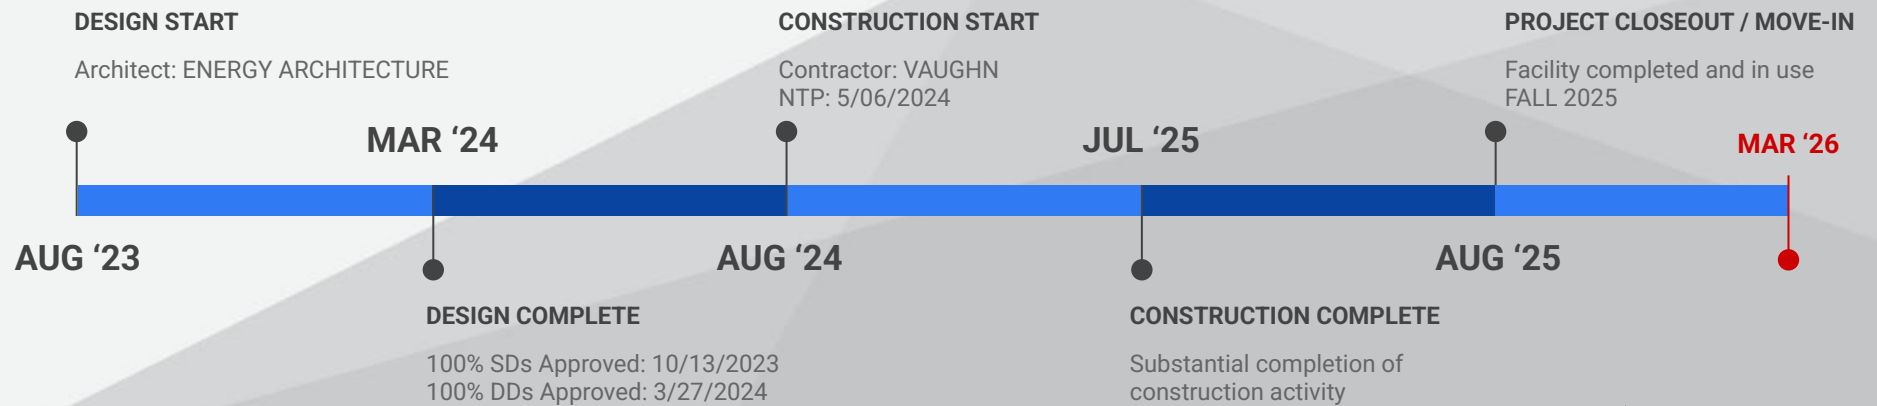 DESIGN START
Architect: ENERGY ARCHITECTURE
CONSTRUCTION START
Contractor: VAUGHN
NTP: 5/06/2024
PROJECT CLOSEOUT / MOVE-IN
Facility completed and in use
FALL 2025
MAR ‘24
JUL ‘25
MAR ‘26
AUG ‘23
AUG ‘24
AUG ‘25
DESIGN COMPLETE
100% SDs Approved: 10/13/2023
100% DDs Approved: 3/27/2024
CONSTRUCTION COMPLETE
Substantial completion of
construction activity